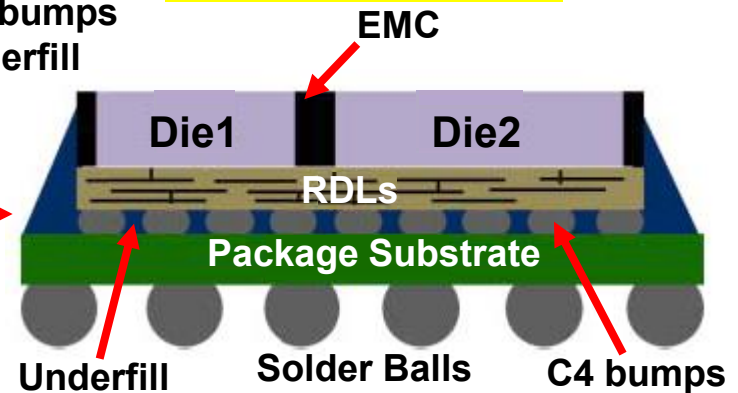 bumps
erfill
EMC
Die1
Die2
RDLs
Package Substrate
Underfill
Solder Balls
C4 bumps